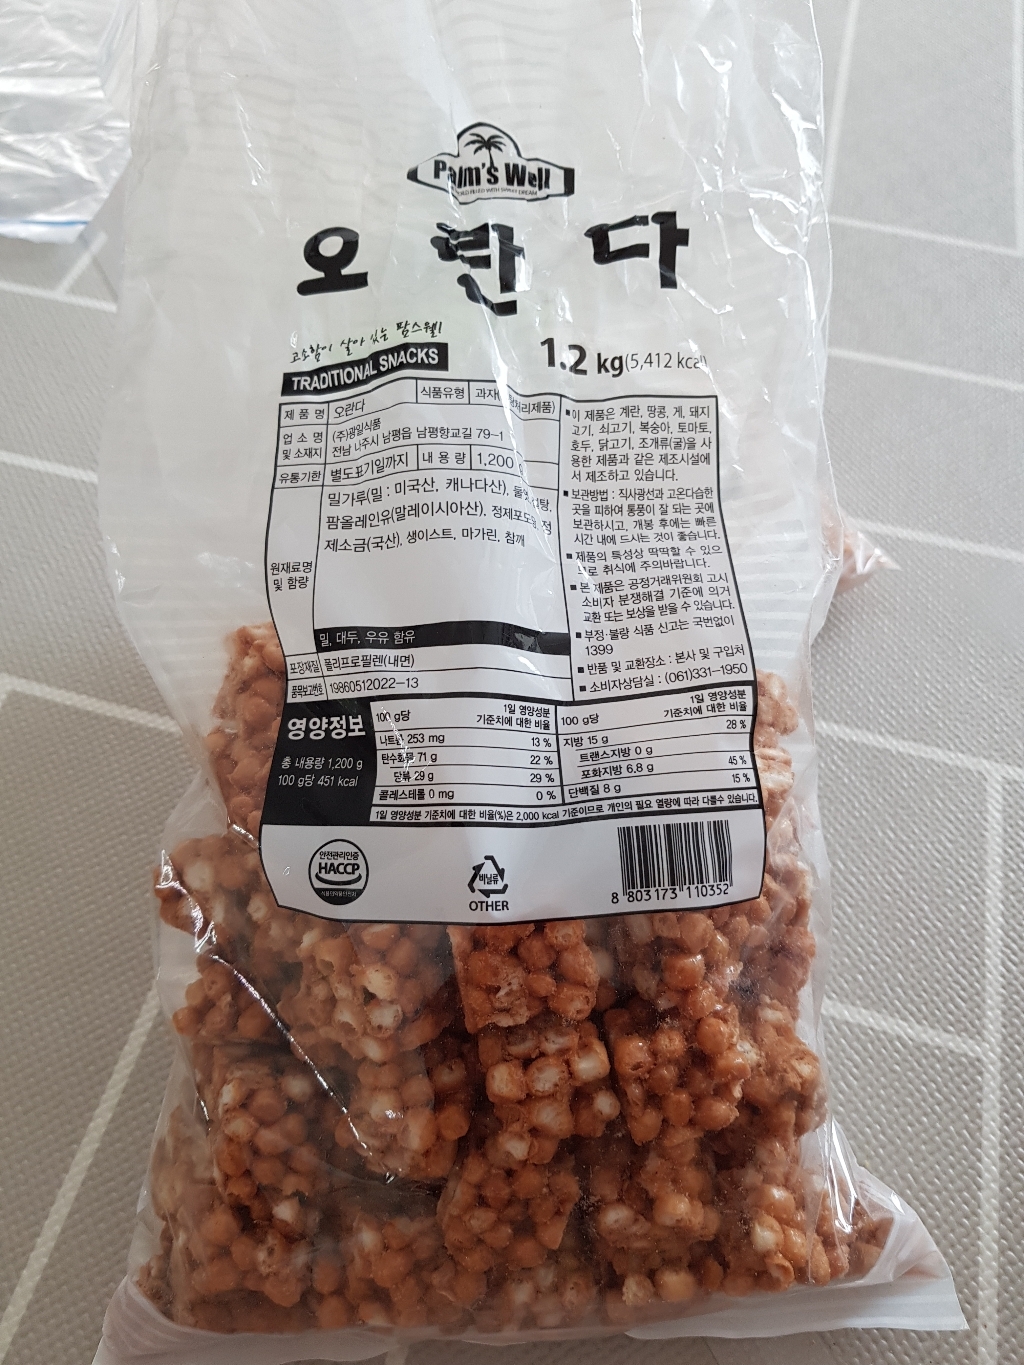 Palm's Well
오란다
고소함이 살아 있는 팜스웰!
TRADITIONAL SNACKS
1.2 kg(5,412 kcal)
제 품 명 오란다 식품유형 과자(
처리제품)
업 소 명 및 소재지 (주)광일식품
전남 나주시 남평읍 남평향교길 79-1
유통기한 별도표기일까지 내 용 량 1,200 g
원재료명 및 함량
밀가루(밀 : 미국산, 캐나다산), 물엿, 설탕,
팜올레인유(말레이시아산), 정제포도당, 정
제소금(국산), 생이스트, 마가린, 참깨
밀, 대두, 우유 함유
포장재질 폴리프로필렌(내면)
품목보고번호 19860512022-13
■이 제품은 계란, 땅콩, 게, 돼지
고기, 쇠고기, 복숭아, 토마토,
호두, 닭고기, 조개류(굴)을 사
용한 제품과 같은 제조시설에
서 제조하고 있습니다.
■보관방법 : 직사광선과 고온다습한
곳을 피하여 통풍이 잘 되는 곳에
보관하시고, 개봉 후에는 빠른
시간 내에 드시는 것이 좋습니다.
■제품의 특성상 딱딱할 수 있으
므로 취식에 주의바랍니다.
■본 제품은 공정거래위원회 고시
소비자 분쟁해결 기준에 의거
교환 또는 보상을 받을 수 있습니다.
■부정·불량 식품 신고는 국번없이
1399
■반품 및 교환장소 : 본사 및 구입처
■소비자상담실 : (061)331-1950
영양정보
총 내용량 1,200 g
100 g당 451 kcal
100 g당 1일 영양성분 기준치에 대한 비율
나트륨 253 mg 13 %
탄수화물 71 g 22 %
당류 29 g 29 %
콜레스테롤 0 mg 0 %
100 g당 1일 영양성분 기준치에 대한 비율
지방 15 g 28 %
트랜스지방 0 g
포화지방 6.8 g 45 %
단백질 8 g 15 %
1일 영양성분 기준치에 대한 비율(%)은 2,000 kcal 기준이므로 개인의 필요 열량에 따라 다를수 있습니다.
안전관리인증
HACCP
비닐류
OTHER
8 803173 110352